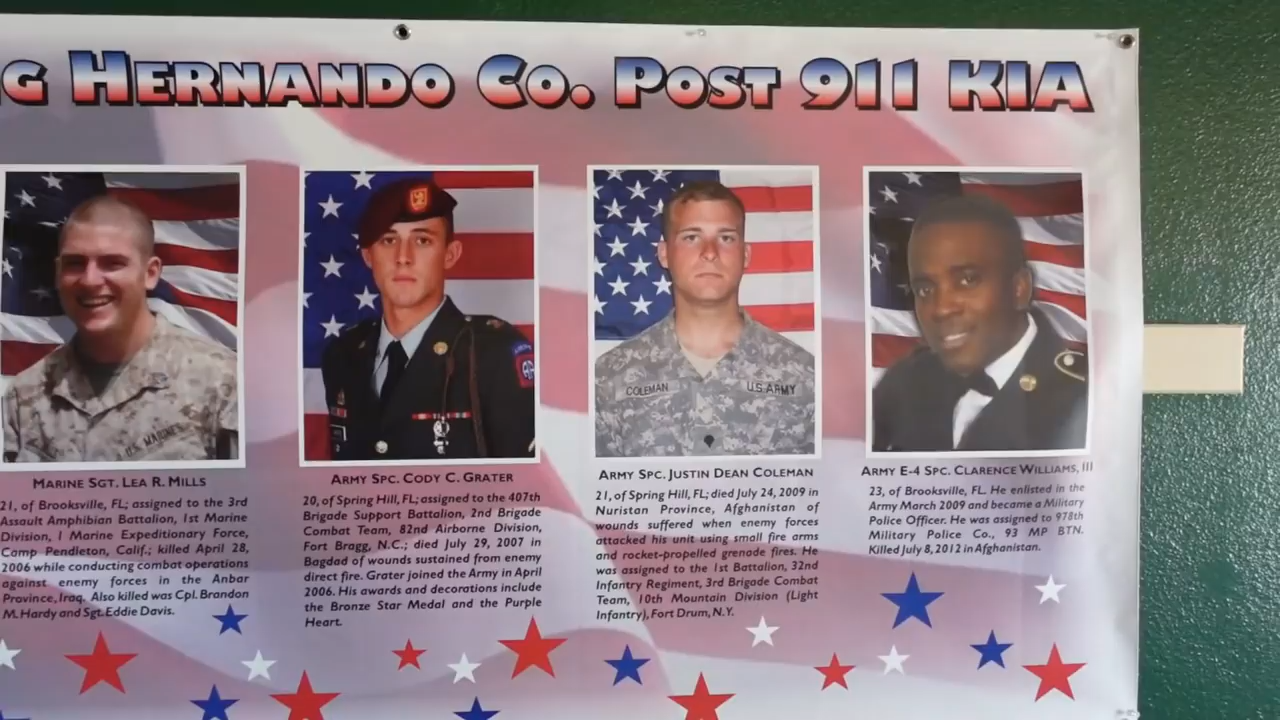 G HERNANDO CO. POST 911 KIA
MARINE SGT. LEA R. MILLS
21, of Brooksville, FL; assigned to the 3rd
Assault Amphibian Battalion, 1st Marine
Division, I Marine Expeditionary Force,
Camp Pendleton, Calif.; killed April 28,
2006 while conducting combat operations
against enemy forces in the Anbar
Province, Iraq. Also killed was Cpl. Brandon
M. Hardy and Sgt. Eddie Davis.
U.S. MARINES
ARMY SPC. CODY C. GRATER
20, of Spring Hill, FL; assigned to the 407th
Brigade Support Battalion, 2nd Brigade
Combat Team, 82nd Airborne Division,
Fort Bragg, N.C.; died July 29, 2007 in
Bagdad of wounds sustained from enemy
direct fire. Grater joined the Army in April
2006. His awards and decorations include
the Bronze Star Medal and the Purple
Heart.
COLEMAN U.S. ARMY
ARMY SPC. JUSTIN DEAN COLEMAN
21, of Spring Hill, FL; died July 24, 2009 in
Nuristan Province, Afghanistan of
wounds suffered when enemy forces
attacked his unit using small fire arms
and rocket-propelled grenade fires. He
was assigned to the 1st Battalion, 32nd
Infantry Regiment, 3rd Brigade Combat
Team, 10th Mountain Division (Light
Infantry), Fort Drum, N.Y.
ARMY E-4 SPC. CLARENCE WILLIAMS, III
23, of Brooksville, FL. He enlisted in the
Army March 2009 and became a Military
Police Officer. He was assigned to 978th
Military Police Co., 93 MP BTN.
Killed July 8, 2012 in Afghanistan.